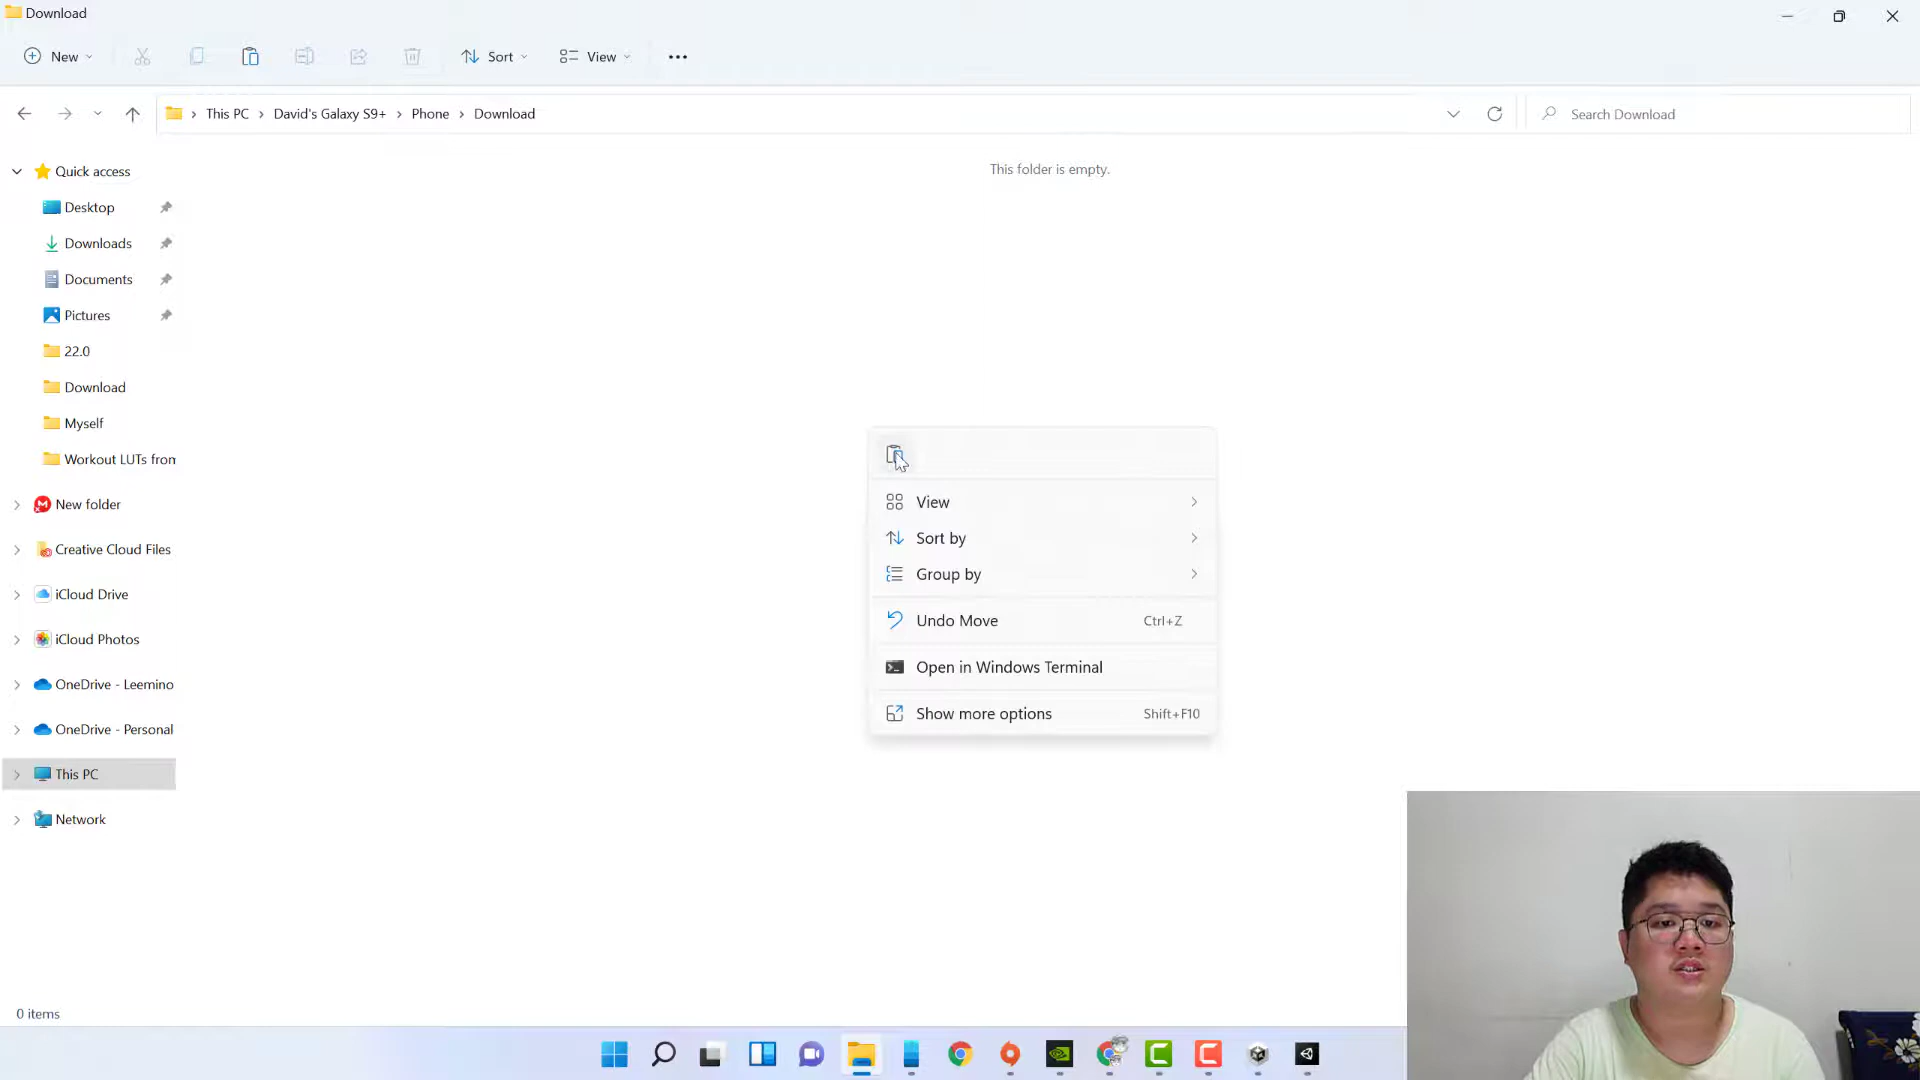 Download
New
Sort
View
This PC
David's Galaxy S9+
Phone
Download
Search Download
This folder is empty.
Quick access
Desktop
Downloads
Documents
Pictures
22.0
Download
Myself
Workout LUTs from
New folder
Creative Cloud Files
iCloud Drive
iCloud Photos
OneDrive - Leemino
OneDrive - Personal
This PC
Network
View
Sort by
Group by
Undo Move Ctrl+Z
Open in Windows Terminal
Show more options Shift+F10
0 items